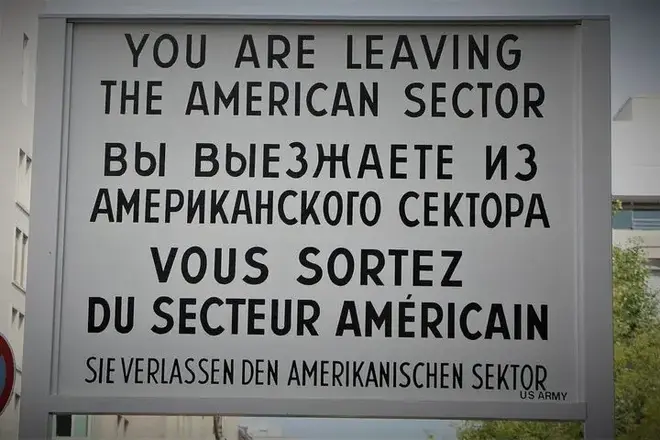 YOU ARE LEAVING
THE AMERICAN SECTOR
ВЫ ВЫЕЗЖАЕТЕ ИЗ
АМЕРИКАНСКОГО СЕКТОРА
VOUS SORTEZ
DU SECTEUR AMÉRICAIN
SIE VERLASSEN DEN AMERIKANISCHEN SEKTOR
US ARMY